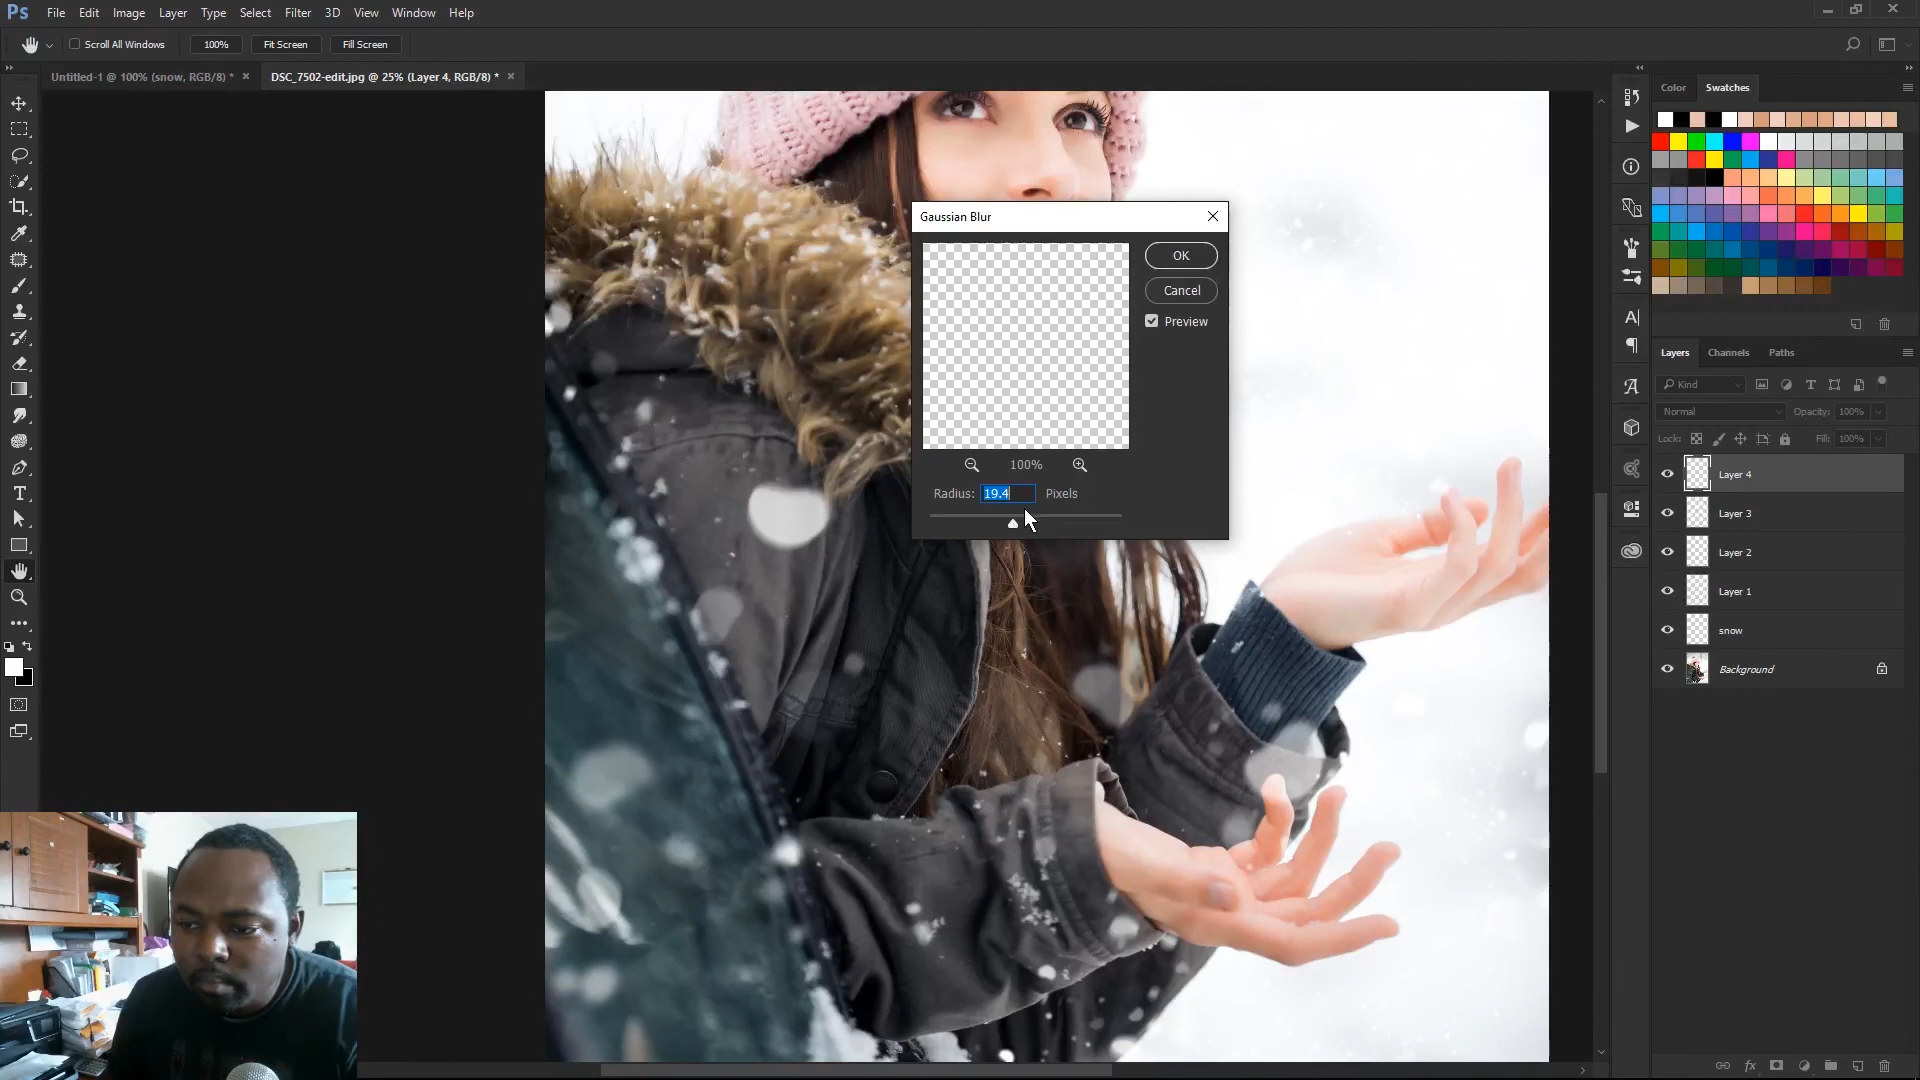 Ps File Edit Image Layer Type Select Filter 3D View Window Help
Scroll All Windows 100% Fit Screen Fill Screen
Untitled-1 @ 100% (snow, RGB/8) * × DSC_7502-edit.jpg @ 25% (Layer 4, RGB/8) * ×
Color Swatches
Gaussian Blur
OK
Cancel
Preview
100%
Radius: 19.4 Pixels
Layers Channels Paths
Kind
Normal Opacity: 100%
Lock: Fill: 100%
Layer 4
Layer 3
Layer 2
Layer 1
snow
Background
fx